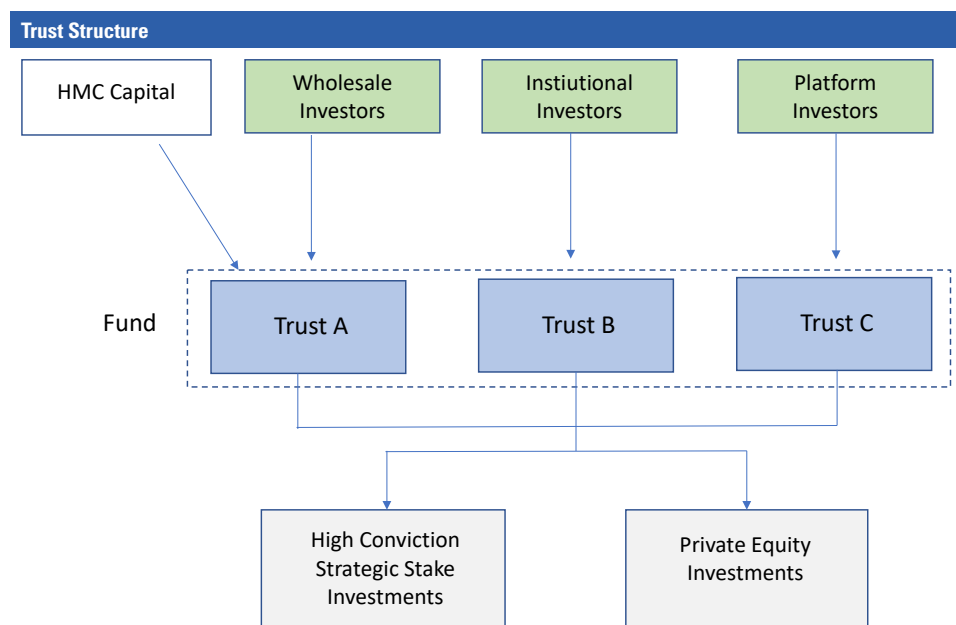 Trust Structure
HMC Capital
Wholesale
Investors
Instiutional
Investors
Platform
Investors
Fund
Trust A
Trust B
Trust C
High Conviction
Strategic Stake
Investments
Private Equity
Investments